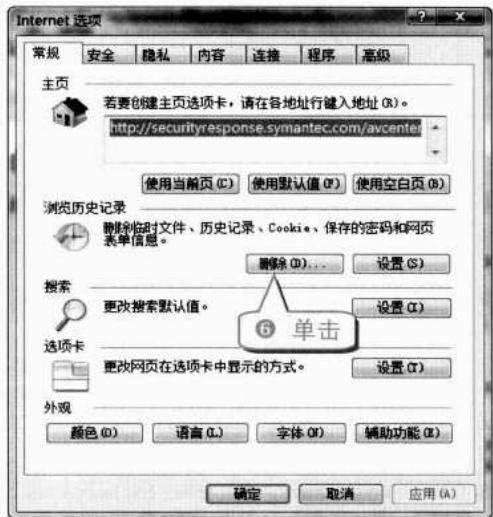 Internet 选项
常规 安全 隐私 内容 连接 程序 高级
主页
若要创建主页选项卡，请在各地址行键入地址(R)。
http://securityresponse.symantec.com/avcenter
使用当前页(C) 使用默认值(F) 使用空白页(B)
浏览历史记录
删除临时文件、历史记录、Cookie、保存的密码和网页
表单信息。
删除(D)... 设置(S)
搜索
更改搜索默认值。 设置(I)
❻ 单击
选项卡
更改网页在选项卡中显示的方式。 设置(T)
外观
颜色(O) 语言(L) 字体(N) 辅助功能(E)
确定 取消 应用(A)